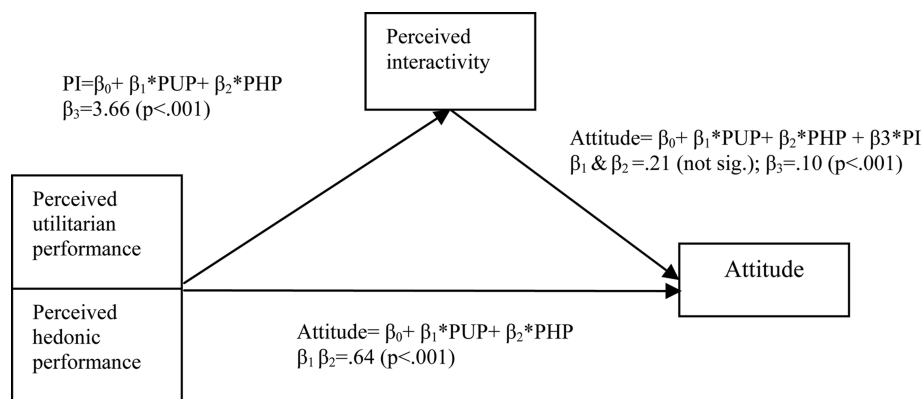 Perceived
interactivity
PI=β₀+ β₁*PUP+ β₂*PHP
β₃=3.66 (p<.001)
Attitude= β₀+ β₁*PUP+ β₂*PHP + β3*PI
β₁ & β₂ =.21 (not sig.); β₃=.10 (p<.001)
Perceived
utilitarian
performance
Perceived
hedonic
performance
Attitude
Attitude= β₀+ β₁*PUP+ β₂*PHP
β₁ β₂=.64 (p<.001)